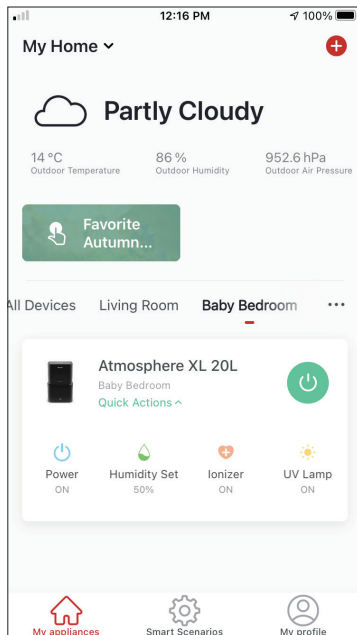 12:16 PM
100%
My Home
Partly Cloudy
14 °C
Outdoor Temperature
86 %
Outdoor Humidity
952.6 hPa
Outdoor Air Pressure
Favorite
Autumn...
All Devices
Living Room
Baby Bedroom
...
Atmosphere XL 20L
Baby Bedroom
Quick Actions
Power
ON
Humidity Set
50%
Ionizer
ON
UV Lamp
ON
My appliances
Smart Scenarios
My profile